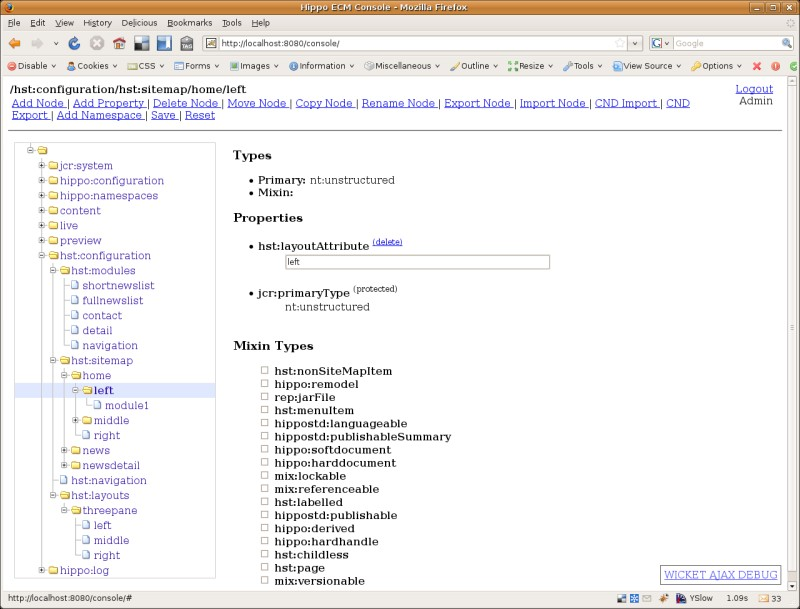 Hippo ECM Console - Mozilla Firefox
File Edit View History Delicious Bookmarks Tools Help
http://localhost:8080/console/
Google
Disable Cookies CSS Forms Images Information Miscellaneous Outline Resize Tools View Source Options
/hst:configuration/hst:sitemap/home/left
Logout
Add Node | Add Property | Delete Node | Move Node | Copy Node | Rename Node | Export Node | Import Node | CND Import | CND
Admin
Export | Add Namespace | Save | Reset
jcr:system
hippo:configuration
hippo:namespaces
content
live
preview
hst:configuration
hst:modules
shortnewslist
fullnewslist
contact
detail
navigation
hst:sitemap
home
left
module1
middle
right
news
newsdetail
hst:navigation
hst:layouts
threepane
left
middle
right
hippo:log
Types
• Primary: nt:unstructured
• Mixin:
Properties
• hst:layoutAttribute (delete)
left
• jcr:primaryType (protected)
nt:unstructured
Mixin Types
hst:nonSiteMapItem
hippo:remodel
rep:jarFile
hst:menuItem
hippostd:languageable
hippostd:publishableSummary
hippo:softdocument
hippo:harddocument
mix:lockable
mix:referenceable
hst:labelled
hippostd:publishable
hippo:derived
hippo:hardhandle
hst:childless
hst:page
mix:versionable
WICKET AJAX DEBUG
http://localhost:8080/console/#
YSlow 1.09s 33